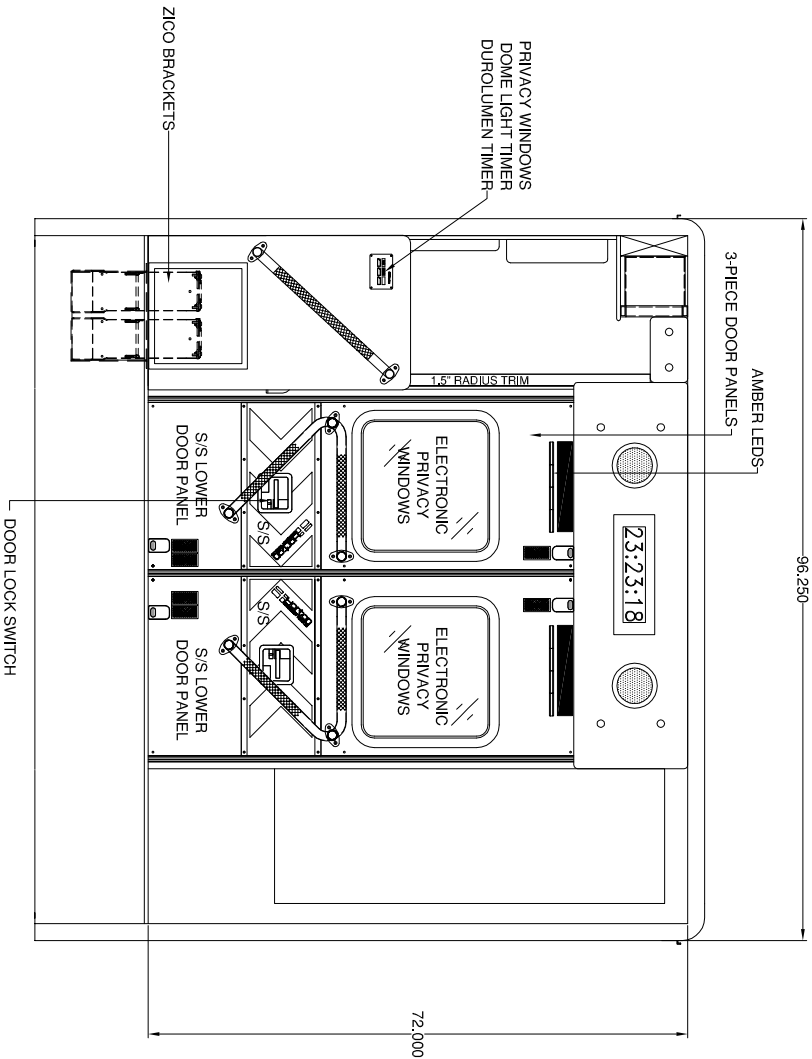 96.250
AMBER LEDS
3-PIECE DOOR PANELS
PRIVACY WINDOWS
DOME LIGHT TIMER
DUROLUMEN TIMER
ZICO BRACKETS
23:23:18
1.5" RADIUS TRIM
ELECTRONIC
PRIVACY
WINDOWS
ELECTRONIC
PRIVACY
WINDOWS
S/S
S/S
S/S LOWER
DOOR PANEL
S/S LOWER
DOOR PANEL
DOOR LOCK SWITCH
72.000